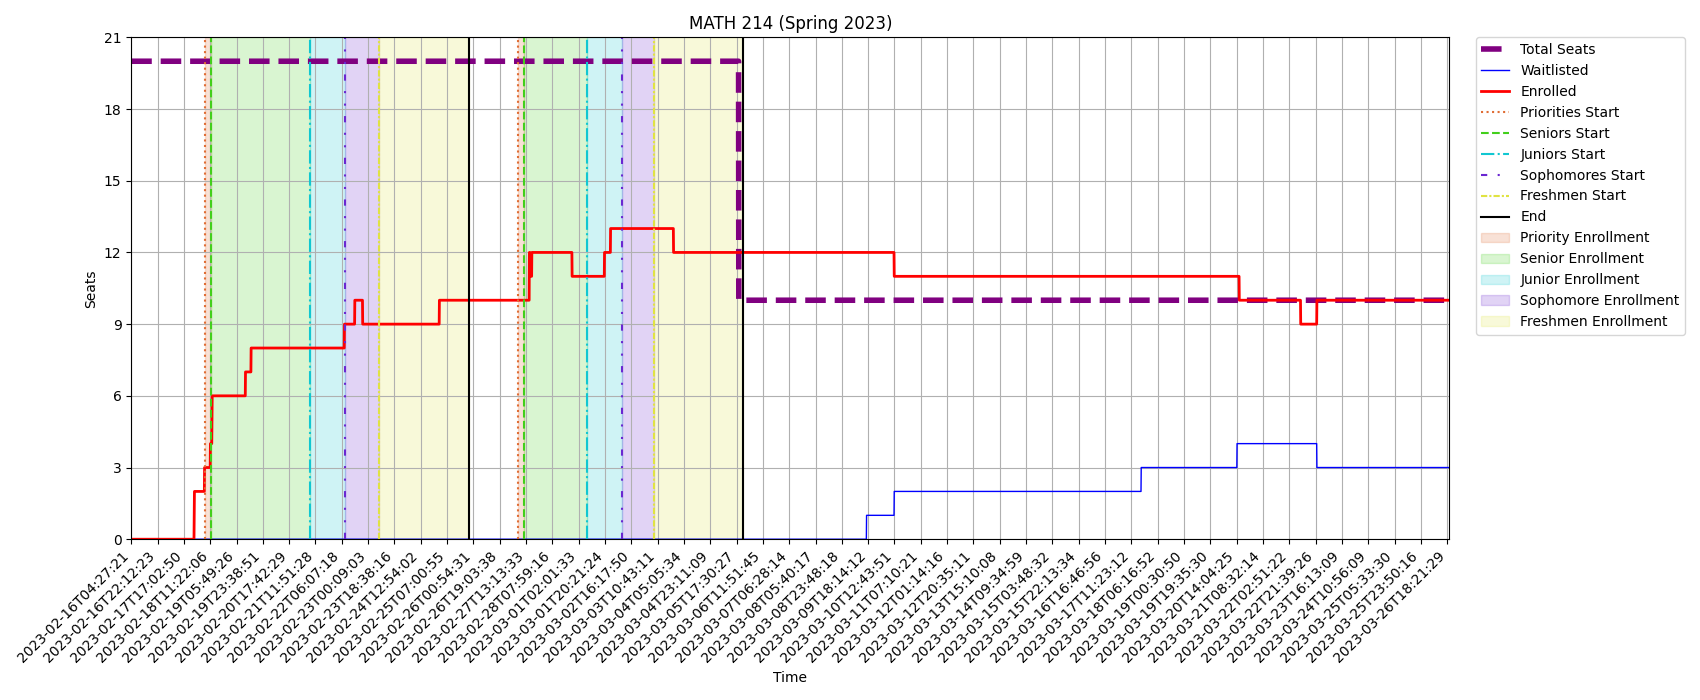 MATH 214 (Spring 2023)
21
18
15
12
9
6
3
0
Seats
2023-02-16T04:27:21
2023-02-16T22:12:23
2023-02-17T17:02:50
2023-02-18T11:22:06
2023-02-19T05:49:26
2023-02-19T23:38:51
2023-02-20T17:42:29
2023-02-21T11:51:28
2023-02-22T06:07:18
2023-02-23T00:09:03
2023-02-23T18:38:16
2023-02-24T12:54:02
2023-02-25T07:00:55
2023-02-26T00:54:31
2023-02-26T19:03:38
2023-02-27T13:13:33
2023-02-28T07:59:16
2023-03-01T02:01:33
2023-03-01T20:21:24
2023-03-02T16:17:50
2023-03-03T10:43:11
2023-03-04T05:05:34
2023-03-04T23:11:09
2023-03-05T17:30:27
2023-03-06T11:51:45
2023-03-07T06:28:14
2023-03-08T05:40:17
2023-03-08T23:48:18
2023-03-09T18:14:12
2023-03-10T12:43:51
2023-03-11T07:10:21
2023-03-12T01:14:16
2023-03-12T20:35:11
2023-03-13T15:10:08
2023-03-14T09:34:59
2023-03-15T03:48:32
2023-03-15T22:13:34
2023-03-16T16:46:56
2023-03-17T11:23:12
2023-03-18T06:16:52
2023-03-19T00:30:50
2023-03-19T19:35:30
2023-03-20T14:04:25
2023-03-21T08:32:14
2023-03-22T02:51:22
2023-03-22T21:39:26
2023-03-23T16:13:09
2023-03-24T10:56:09
2023-03-25T05:33:30
2023-03-25T23:50:16
2023-03-26T18:21:29
Time
Total Seats
Waitlisted
Enrolled
Priorities Start
Seniors Start
Juniors Start
Sophomores Start
Freshmen Start
End
Priority Enrollment
Senior Enrollment
Junior Enrollment
Sophomore Enrollment
Freshmen Enrollment